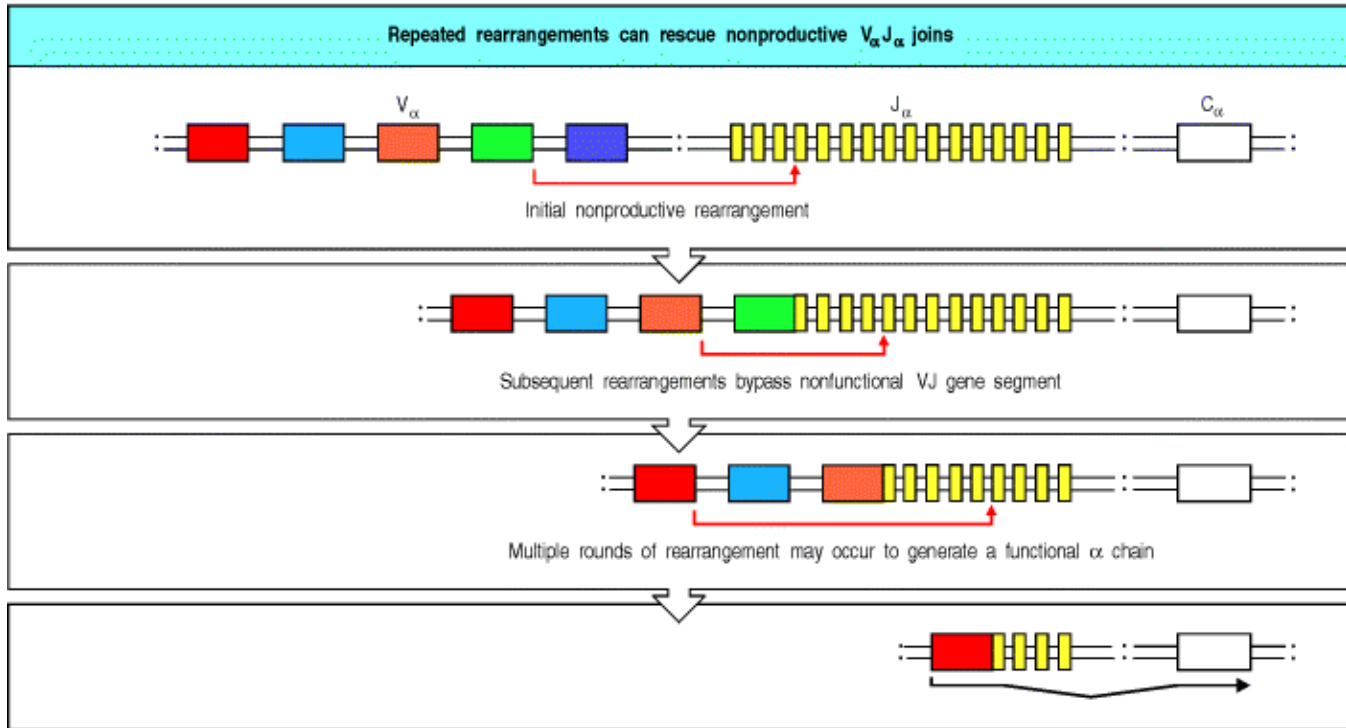 Repeated rearrangements can rescue nonproductive VαJα joins
Vα Jα Cα
Initial nonproductive rearrangement
Subsequent rearrangements bypass nonfunctional VJ gene segment
Multiple rounds of rearrangement may occur to generate a functional α chain